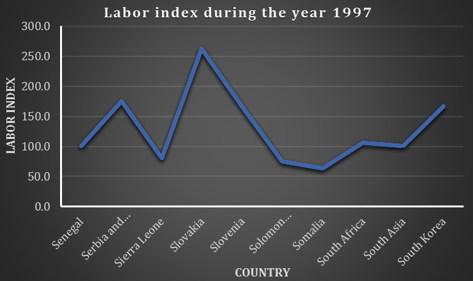 Labor index during the year 1997
300.0
250.0
200.0
150.0
100.0
50.0
0.0
LABOR INDEX
Senegal
Serbia and...
Sierra Leone
Slovakia
Slovenia
Solomon...
Somalia
South Africa
South Asia
South Korea
COUNTRY